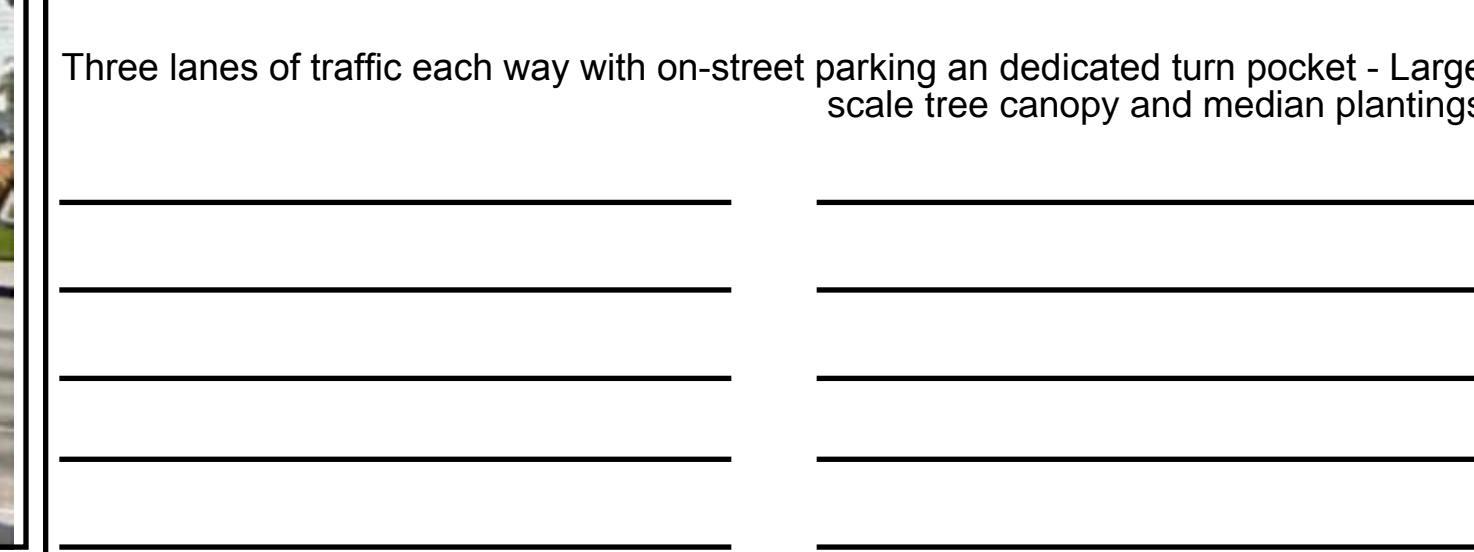 Three lanes of traffic each way with on-street parking an dedicated turn pocket - Large
scale tree canopy and median plantings